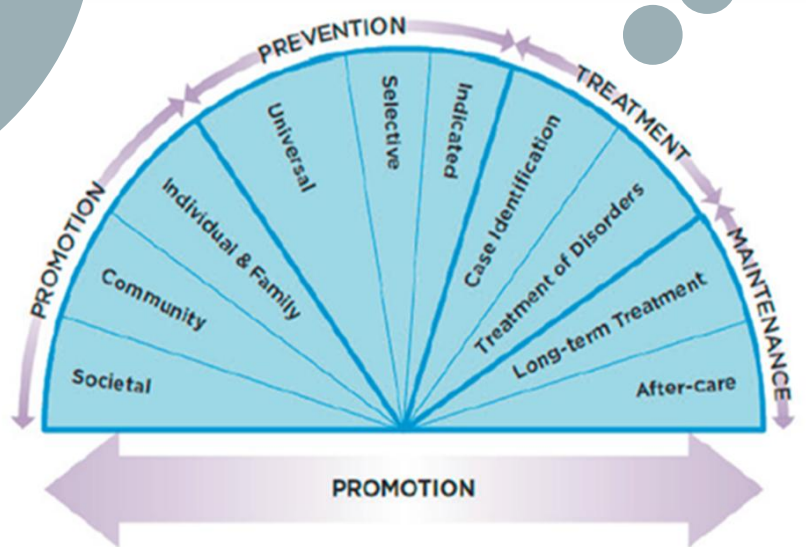 PROMOTION
PREVENTION
TREATMENT
MAINTENANCE
Societal
Community
Individual & Family
Universal
Selective
Indicated
Case Identification
Treatment of Disorders
Long-term Treatment
After-care
PROMOTION